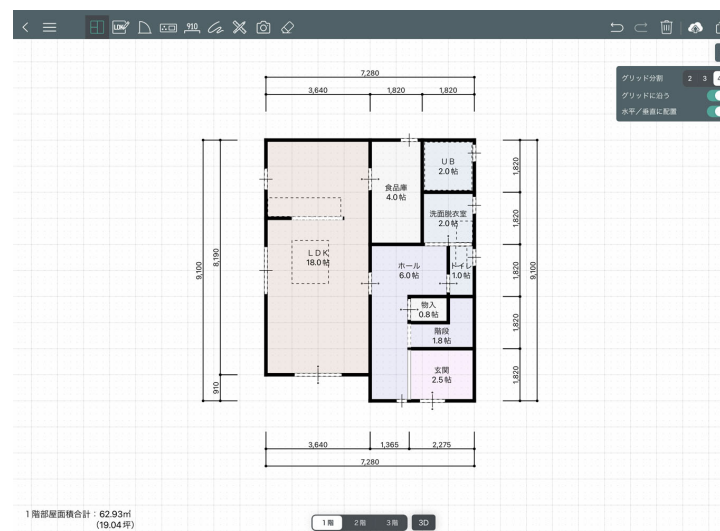 LDK
910
グリッド分割 2 3 4
グリッドに沿う
水平／垂直に配置
7,280
3,640 1,820 1,820
UB
2.0帖
食品庫
4.0帖
洗面脱衣室
2.0帖
LDK
18.0帖
ホール
6.0帖
トイレ
1.0帖
物入
0.8帖
階段
1.8帖
玄関
2.5帖
9,100
8,190
910
1,820
1,820
1,820
1,820
1,820
9,100
3,640 1,365 2,275
7,280
1階部屋面積合計：62.93㎡
(19.04坪)
1階 2階 3階 3D